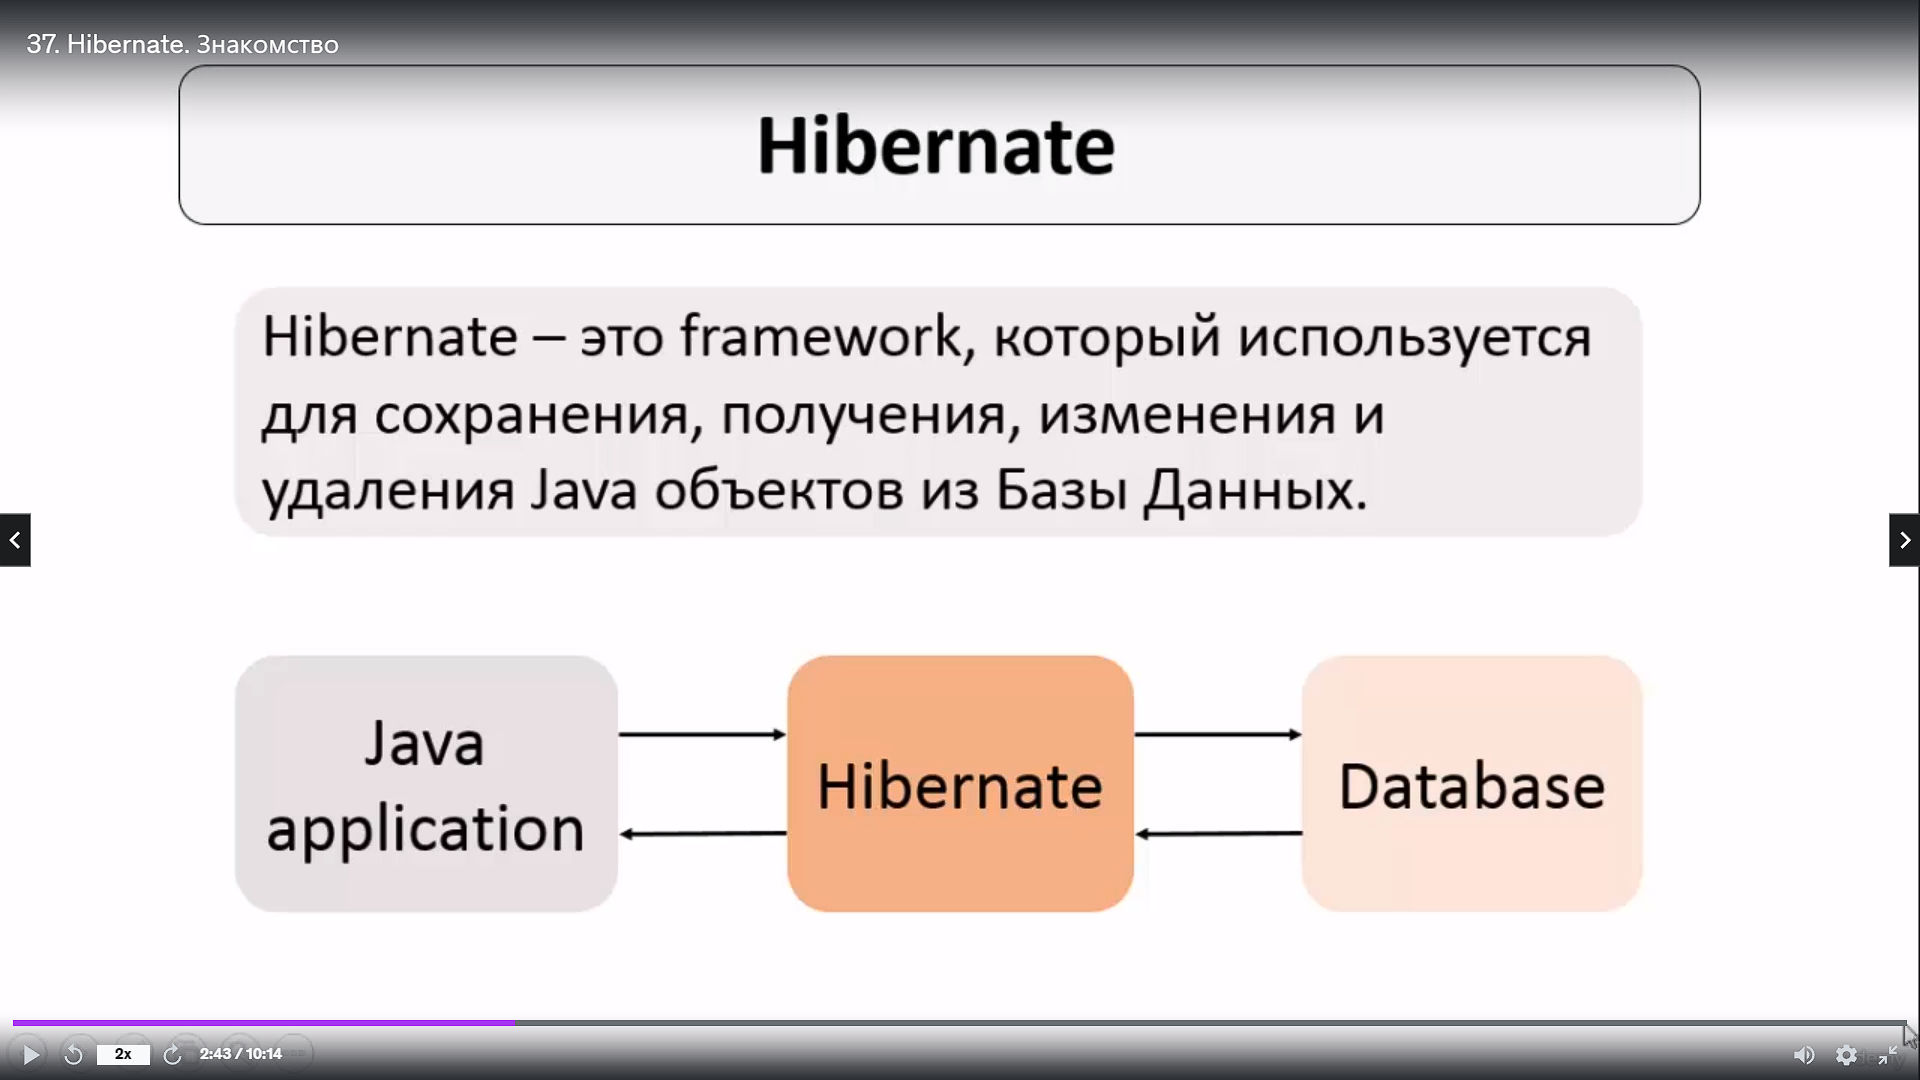 37. Hibernate. Знакомство
Hibernate
Hibernate – это framework, который используется
для сохранения, получения, изменения и
удаления Java объектов из Базы Данных.
Java
application
Hibernate
Database
2x
2:43 / 10:14